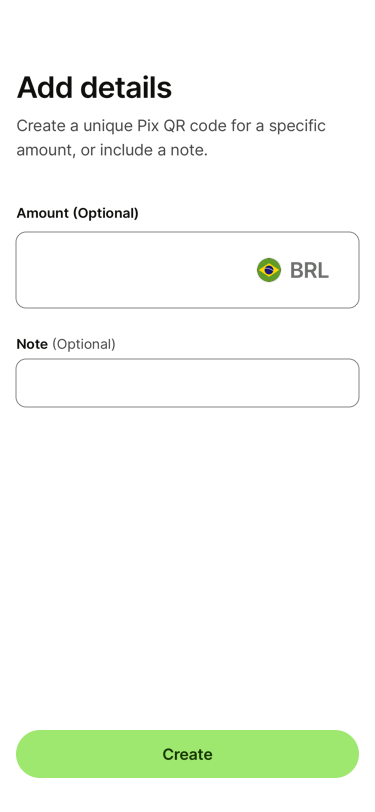 Add details
Create a unique Pix QR code for a specific
amount, or include a note.
Amount (Optional)
BRL
Note (Optional)
Create